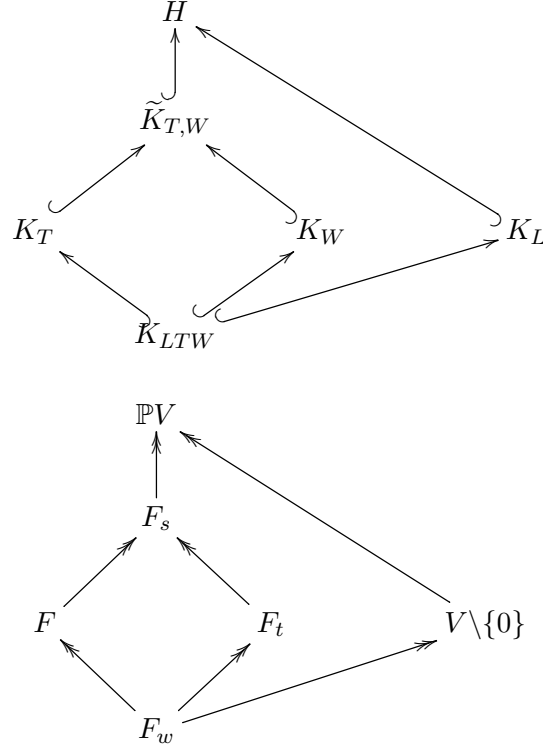 H
K̃_{T,W}
K_T K_W K_L
K_{LTW}
ℙV
F_s
F F_t V\{0}
F_w